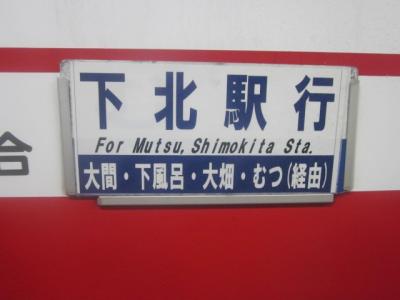 下北駅行
For Mutsu, Shimokita Sta.
大間・下風呂・大畑・むつ(経由)
合